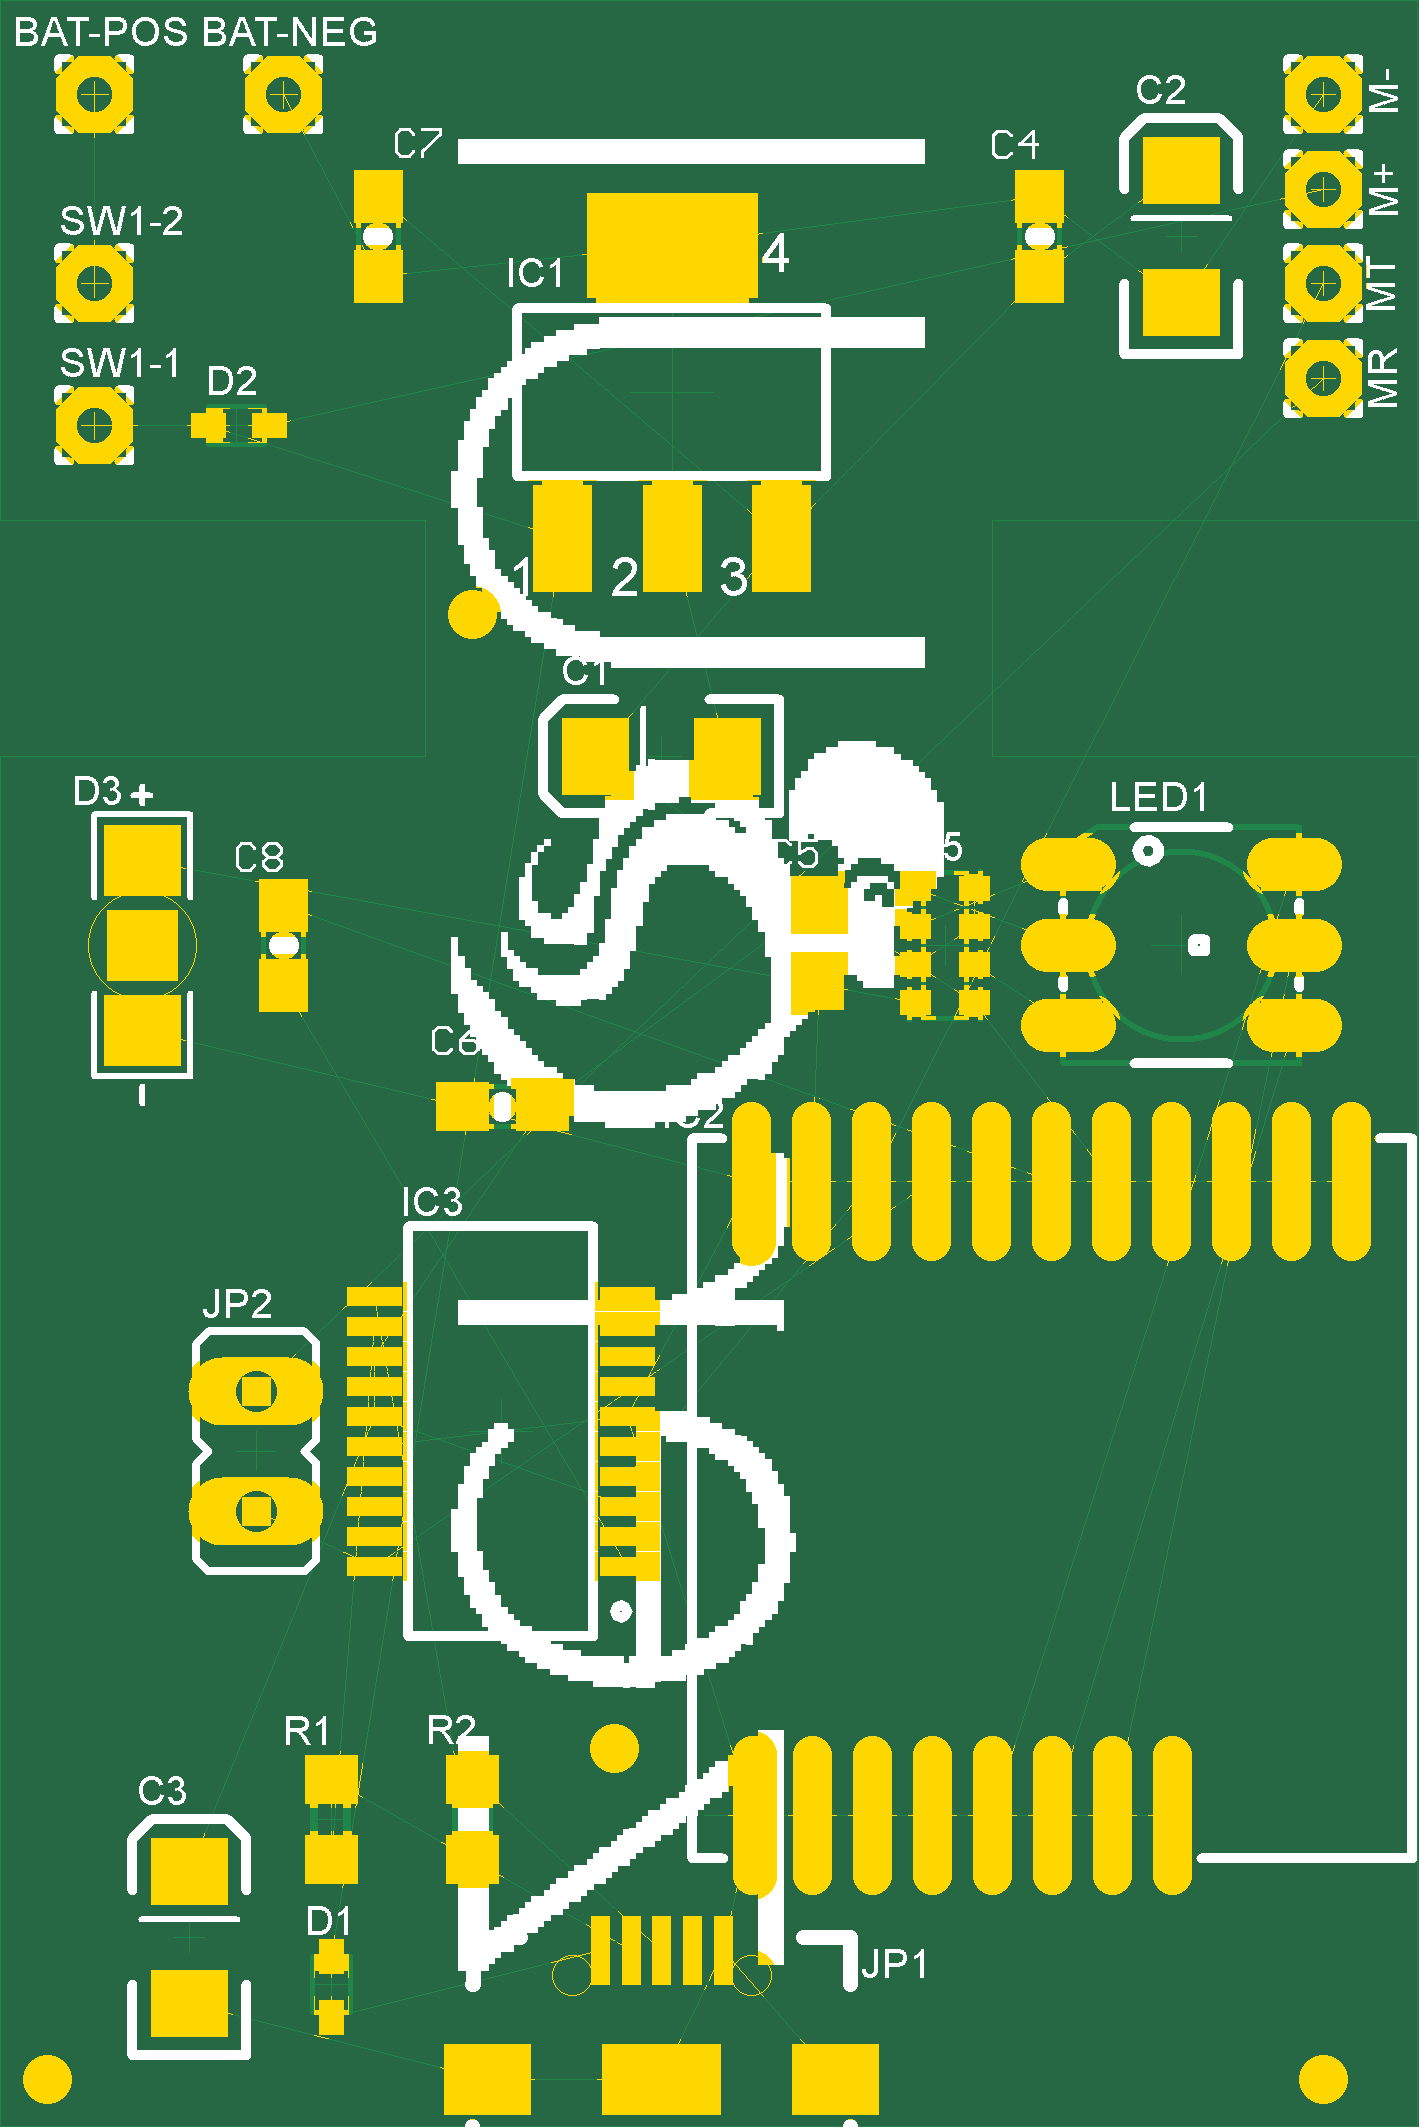 BAT-POS BAT-NEG
C7
C4
C2
M-
M+
MT
MR
SW1-2
SW1-1
D2
IC1
4
1 2 3
C1
D3 +
-
C8
C5
5
LED1
C6
IC2
IC3
JP2
R1
R2
C3
D1
JP1